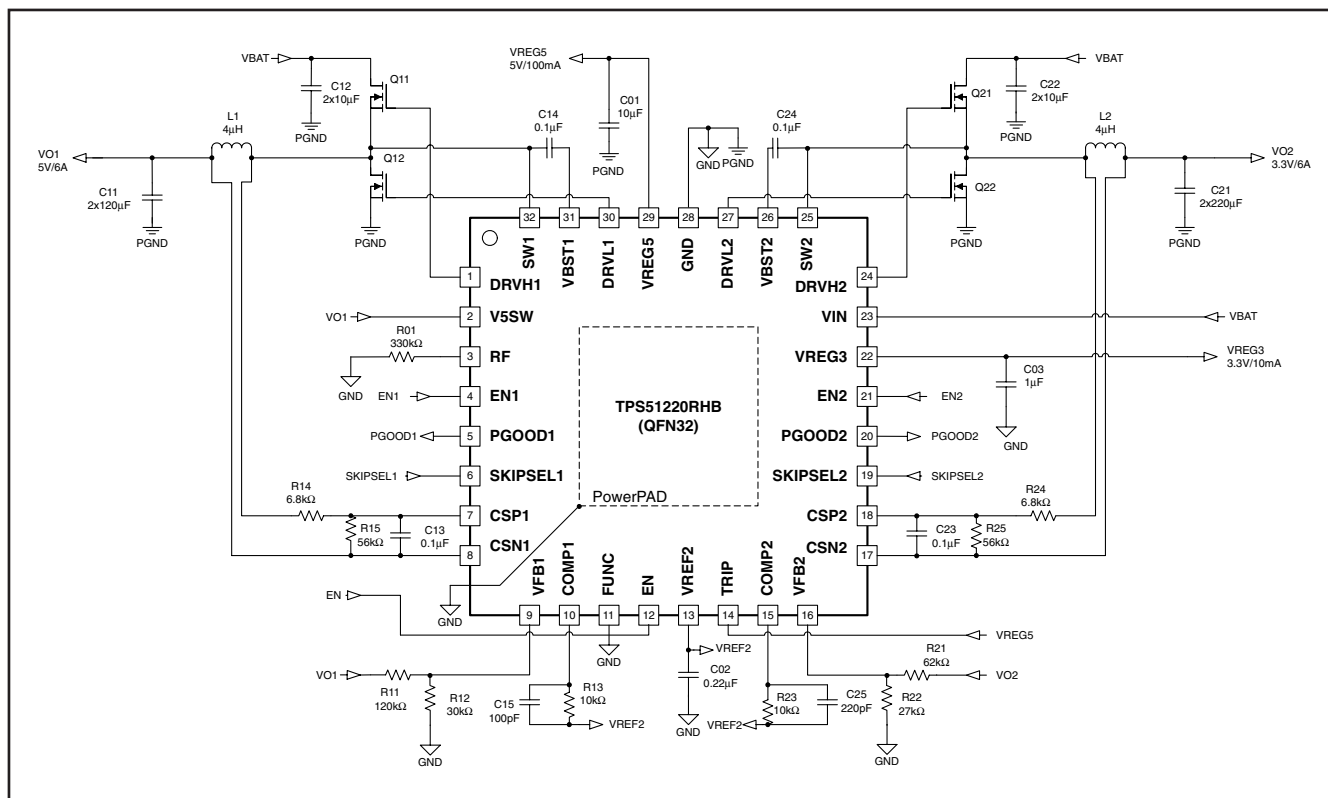 VBAT
Q11
C12
2x10µF
PGND
VREG5
5V/100mA
C01
10µF
PGND
C14
0.1µF
C24
0.1µF
GND
PGND
VBAT
Q21
C22
2x10µF
PGND
L1
4µH
VO1
5V/6A
C11
2x120µF
PGND
Q12
PGND
L2
4µH
VO2
3.3V/6A
C21
2x220µF
PGND
Q22
PGND
32
31
30
29
28
27
26
25
SW1
VBST1
DRVL1
VREG5
GND
DRVL2
VBST2
SW2
1
DRVH1
DRVH2
24
VO1
2
V5SW
VIN
23
VBAT
R01
330kΩ
GND
3
RF
VREG3
22
VREG3
3.3V/10mA
C03
1µF
GND
EN1
4
EN1
EN2
21
EN2
TPS51220RHB
(QFN32)
PGOOD1
5
PGOOD1
PGOOD2
20
PGOOD2
SKIPSEL1
6
SKIPSEL1
SKIPSEL2
19
SKIPSEL2
PowerPAD
R14
6.8kΩ
7
CSP1
CSP2
18
R24
6.8kΩ
R15
56kΩ
C13
0.1µF
8
CSN1
CSN2
17
C23
0.1µF
R25
56kΩ
VFB1
COMP1
FUNC
EN
VREF2
TRIP
COMP2
VFB2
GND
9
10
11
12
13
14
15
16
EN
GND
VREF2
VREG5
VO1
R11
120kΩ
R12
30kΩ
GND
C15
100pF
R13
10kΩ
VREF2
C02
0.22µF
GND
R23
10kΩ
VREF2
C25
220pF
R21
62kΩ
VO2
R22
27kΩ
GND